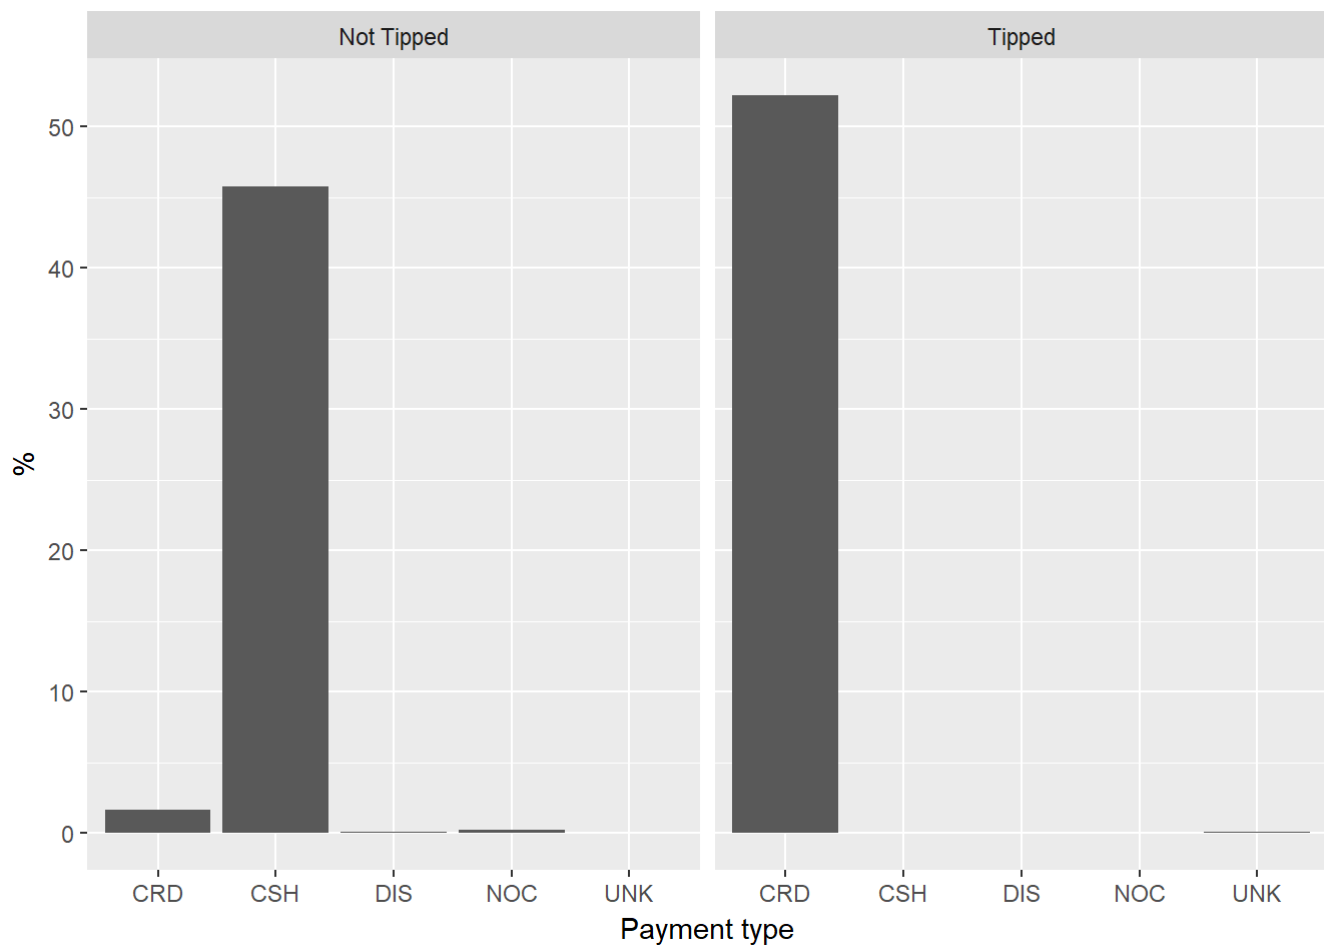 Not Tipped
Tipped
50
40
30
20
10
0
%
CRD CSH DIS NOC UNK
CRD CSH DIS NOC UNK
Payment type